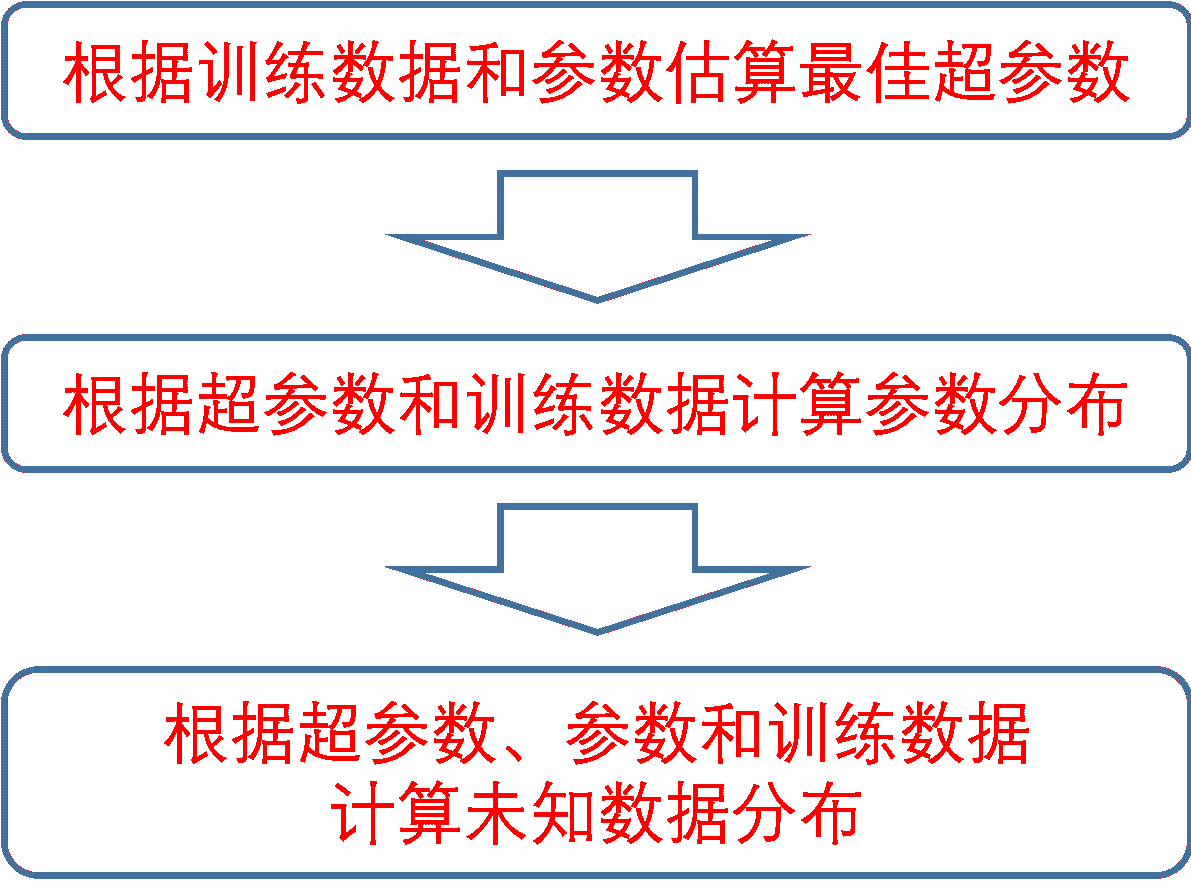 根据训练数据和参数估算最佳超参数
根据超参数和训练数据计算参数分布
根据超参数、参数和训练数据
计算未知数据分布